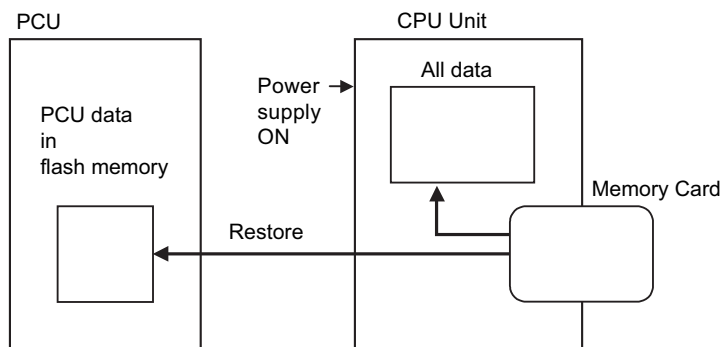 PCU
CPU Unit
All data
Power
supply
ON
PCU data
in
flash memory
Memory Card
Restore